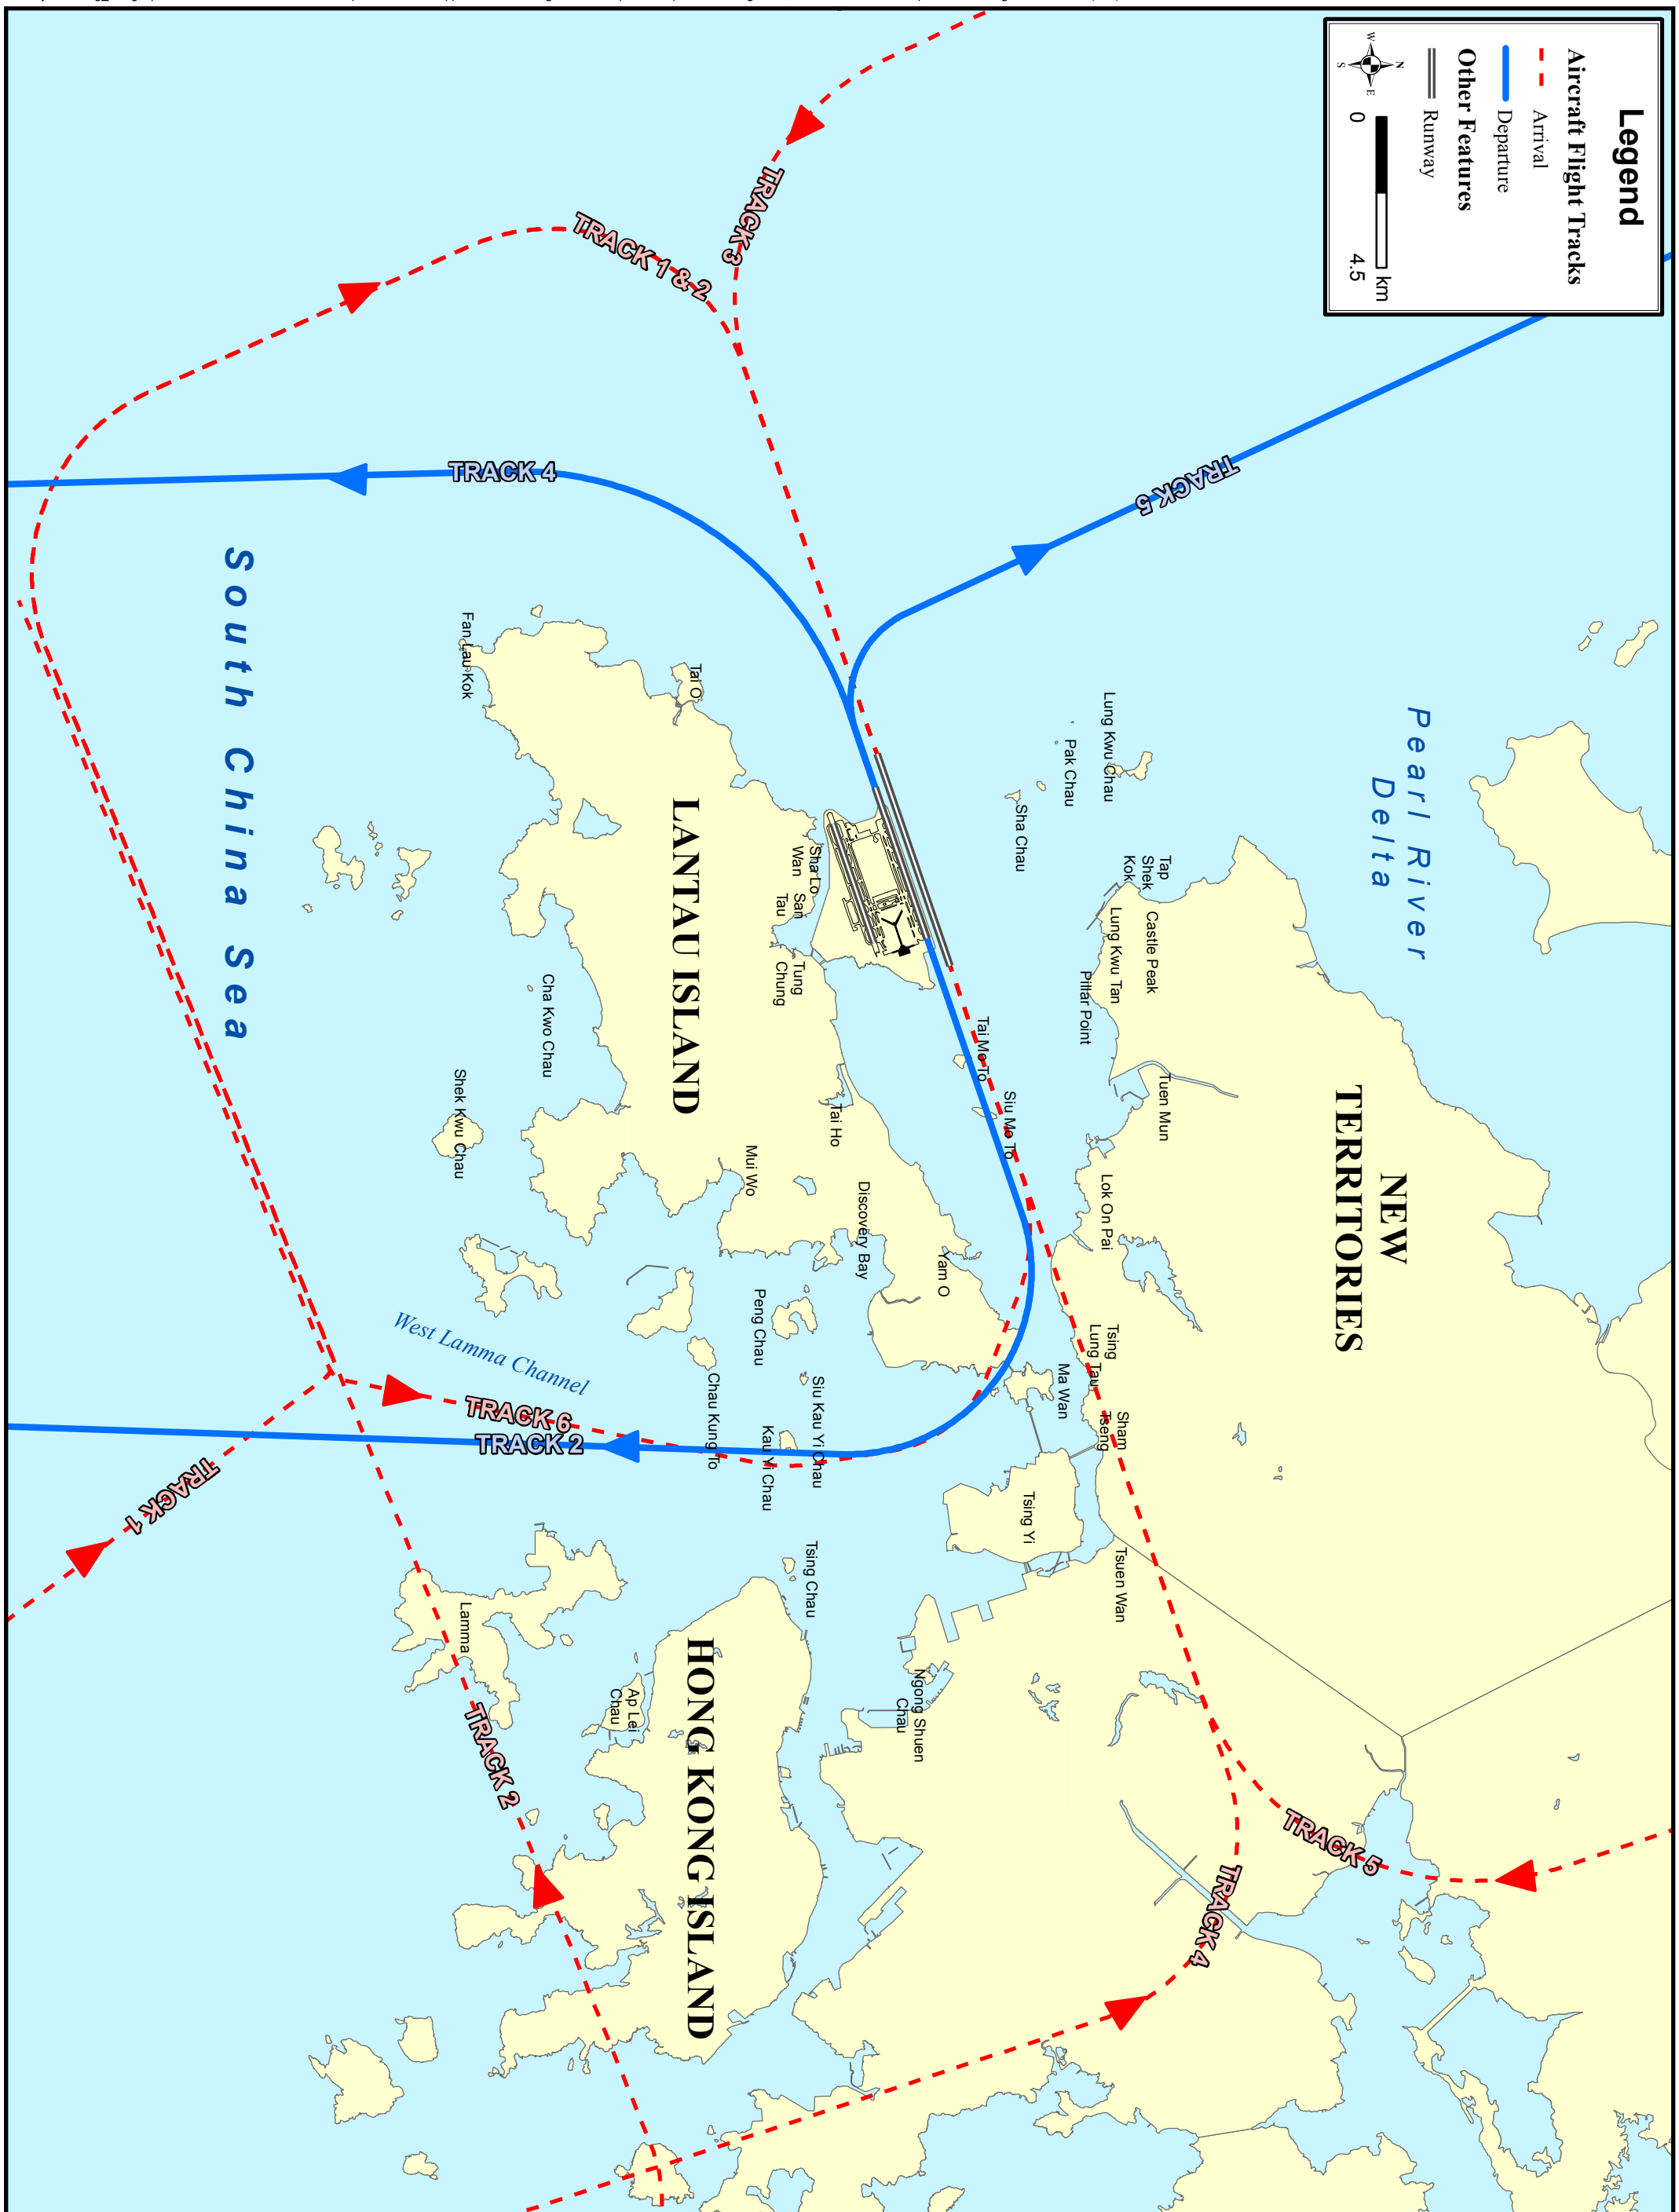 Legend
Aircraft Flight Tracks
Arrival
Departure
Other Features
Runway
N
W
E
S
km
0
4.5
TRACK 3
TRACK 1 & 2
TRACK 4
TRACK 5
Pearl River
Delta
South China Sea
Fan Lau Kok
Tai O
Lung Kwu Chau
Pak Chau
Sha Chau
Tap
Shek
Kok
Castle Peak
Lung Kwu Tan
Pillar Point
Tuen Mun
Lok On Pai
NEW
TERRITORIES
Sha Lo
Wan
San
Tau
Tung
Chung
LANTAU ISLAND
Tai Mo To
Siu Mo To
Tai Ho
Mui Wo
Discovery Bay
Yam O
Cha Kwo Chau
Shek Kwu Chau
Peng Chau
Siu Kau Yi Chau
Kau Yi Chau
Chau Kung To
West Lamma Channel
Tsing
Lung Tau
Ma Wan
Sham
Tseng
Tsing Yi
Tsuen Wan
TRACK 6
TRACK 2
TRACK 1
Tsing Chau
Ngong Shuen
Chau
Lamma
Ap Lei
Chau
HONG KONG ISLAND
TRACK 2
TRACK 5
TRACK 4